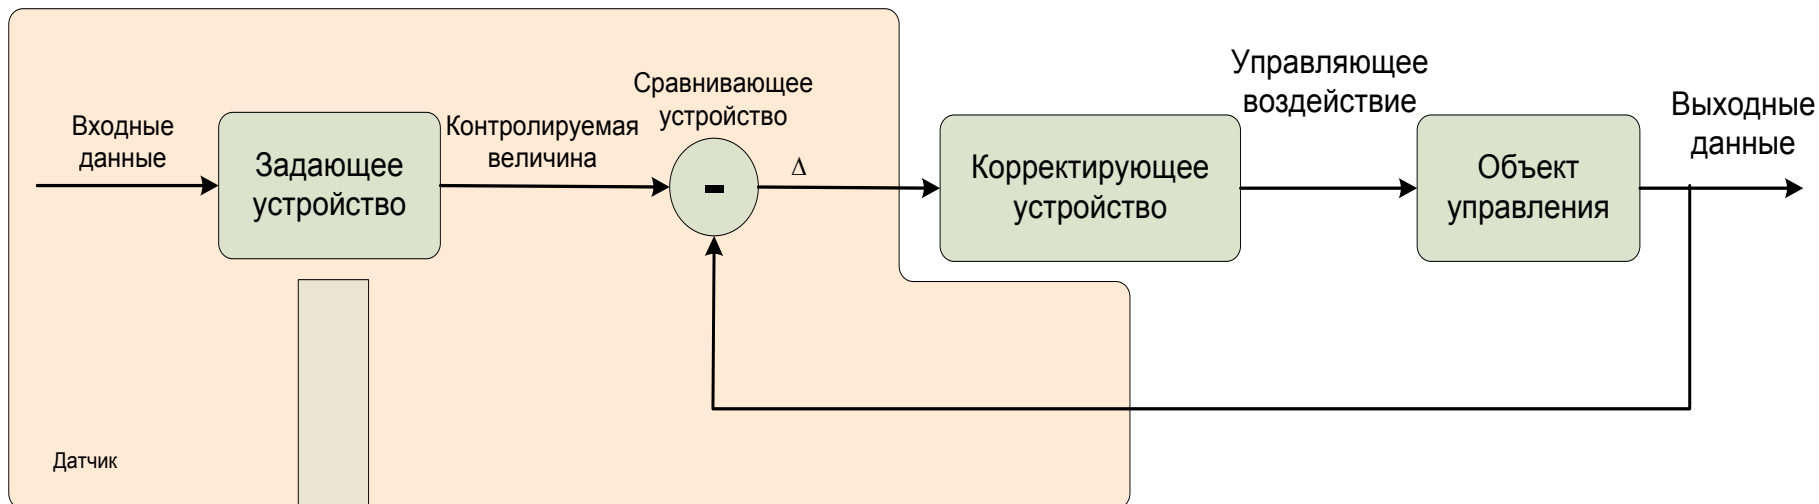 Входные
данные
Задающее
устройство
Контролируемая
величина
Сравнивающее
устройство
-
Δ
Корректирующее
устройство
Управляющее
воздействие
Объект
управления
Выходные
данные
Датчик